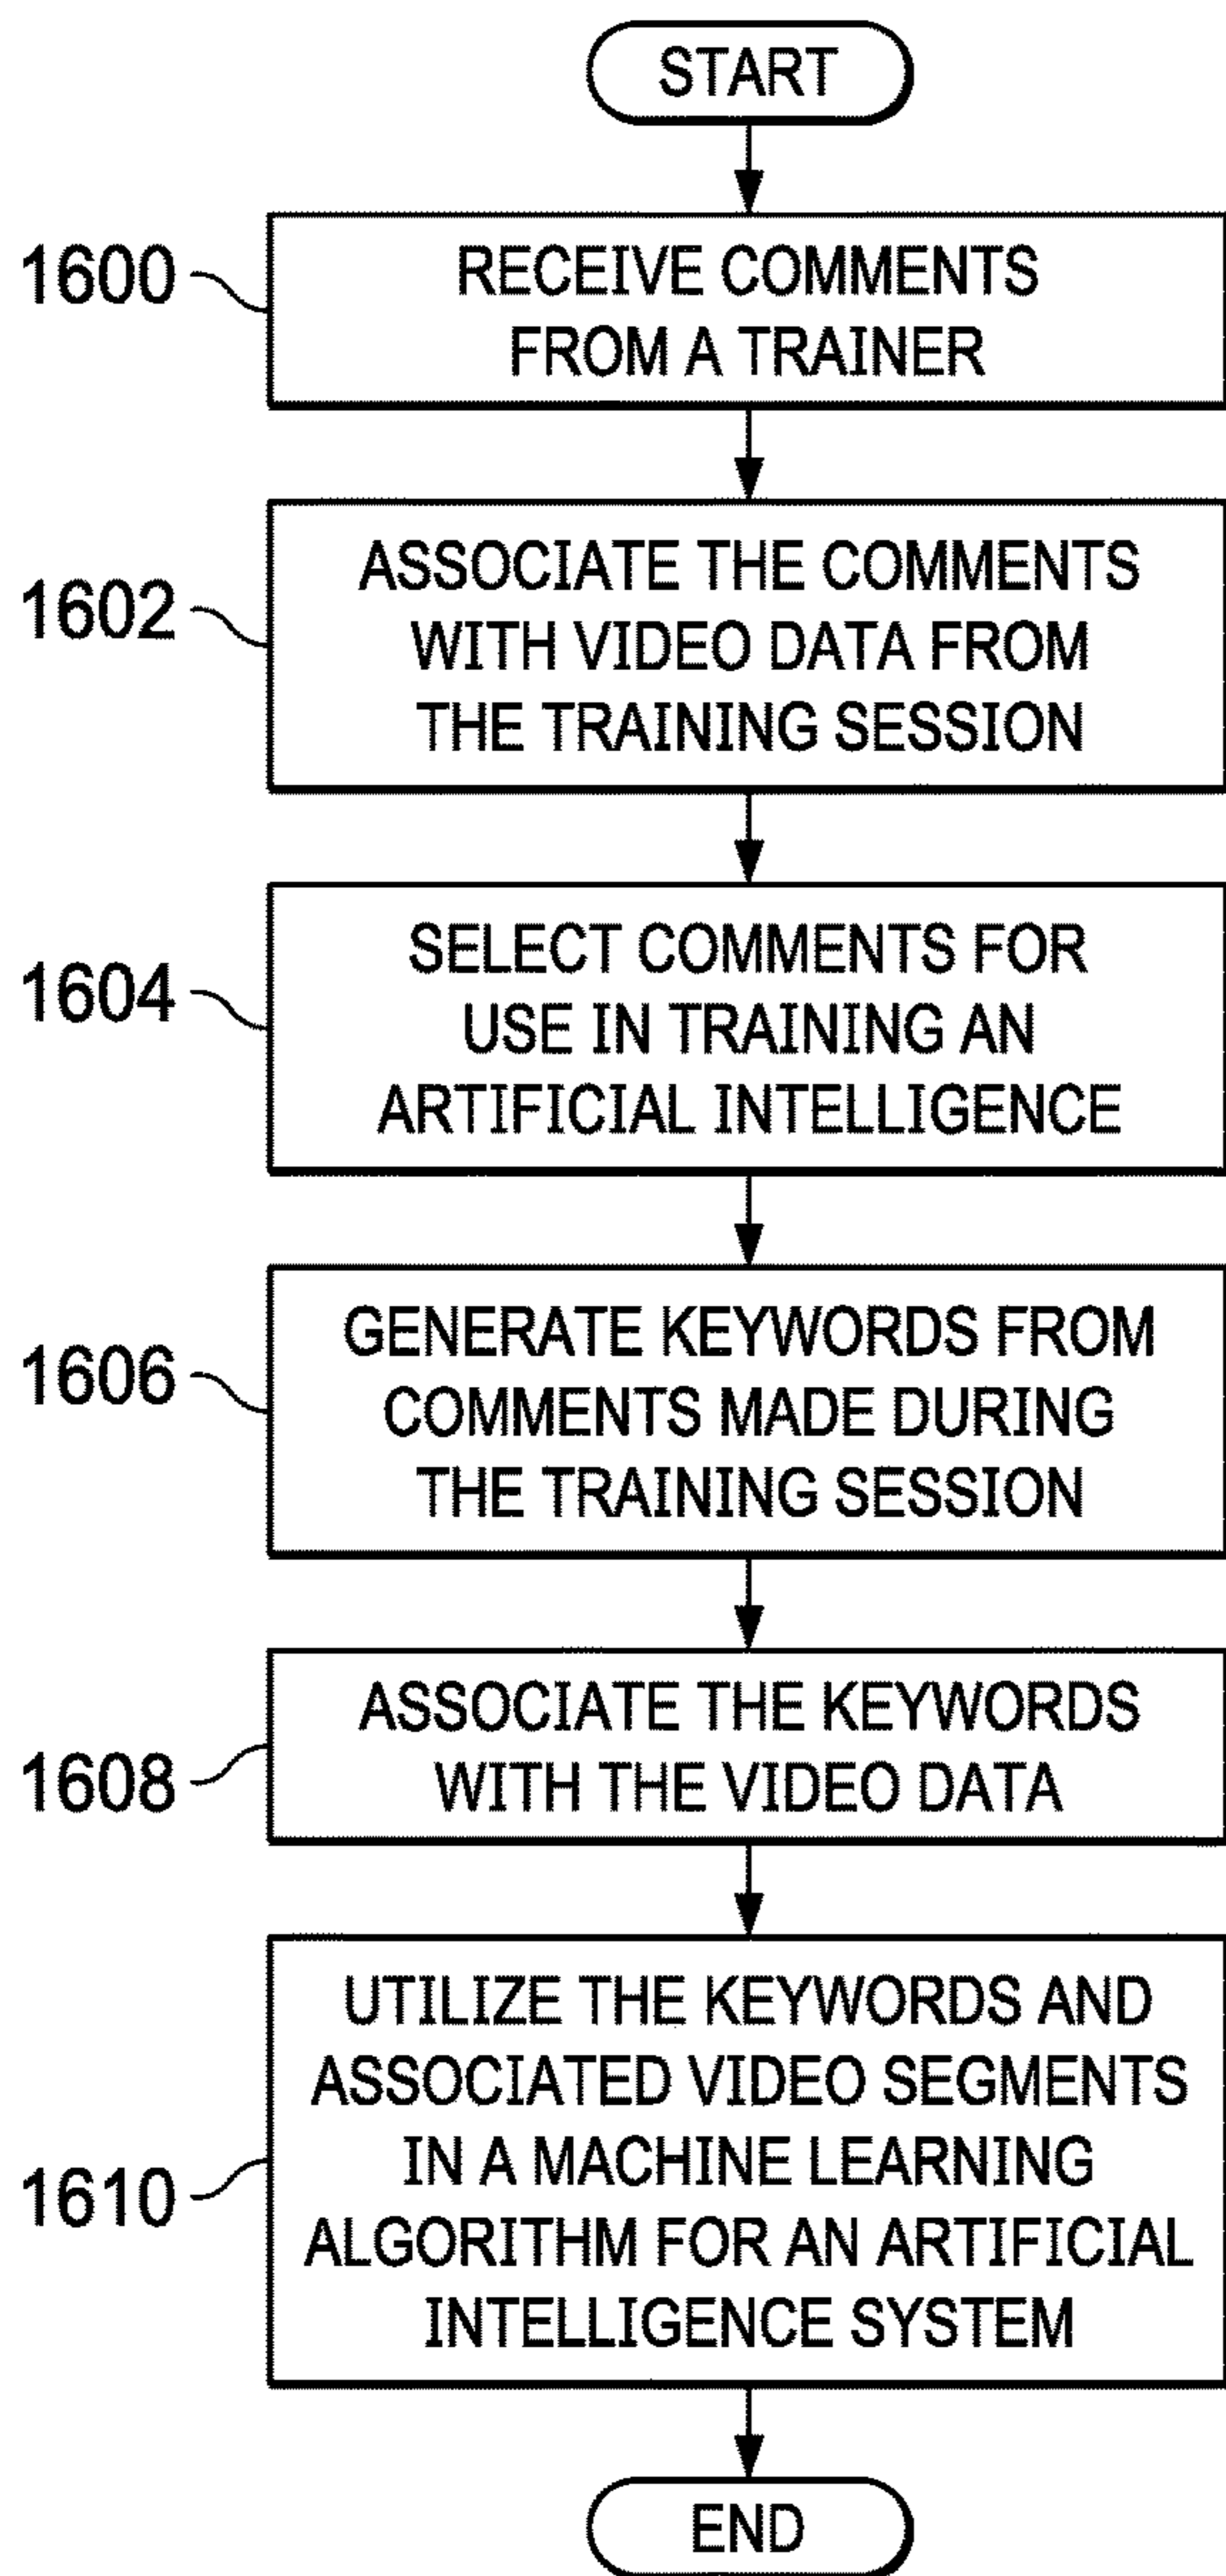 START
1600
RECEIVE COMMENTS
FROM A TRAINER
1602
ASSOCIATE THE COMMENTS
WITH VIDEO DATA FROM
THE TRAINING SESSION
1604
SELECT COMMENTS FOR
USE IN TRAINING AN
ARTIFICIAL INTELLIGENCE
1606
GENERATE KEYWORDS FROM
COMMENTS MADE DURING
THE TRAINING SESSION
1608
ASSOCIATE THE KEYWORDS
WITH THE VIDEO DATA
1610
UTILIZE THE KEYWORDS AND
ASSOCIATED VIDEO SEGMENTS
IN A MACHINE LEARNING
ALGORITHM FOR AN ARTIFICIAL
INTELLIGENCE SYSTEM
END